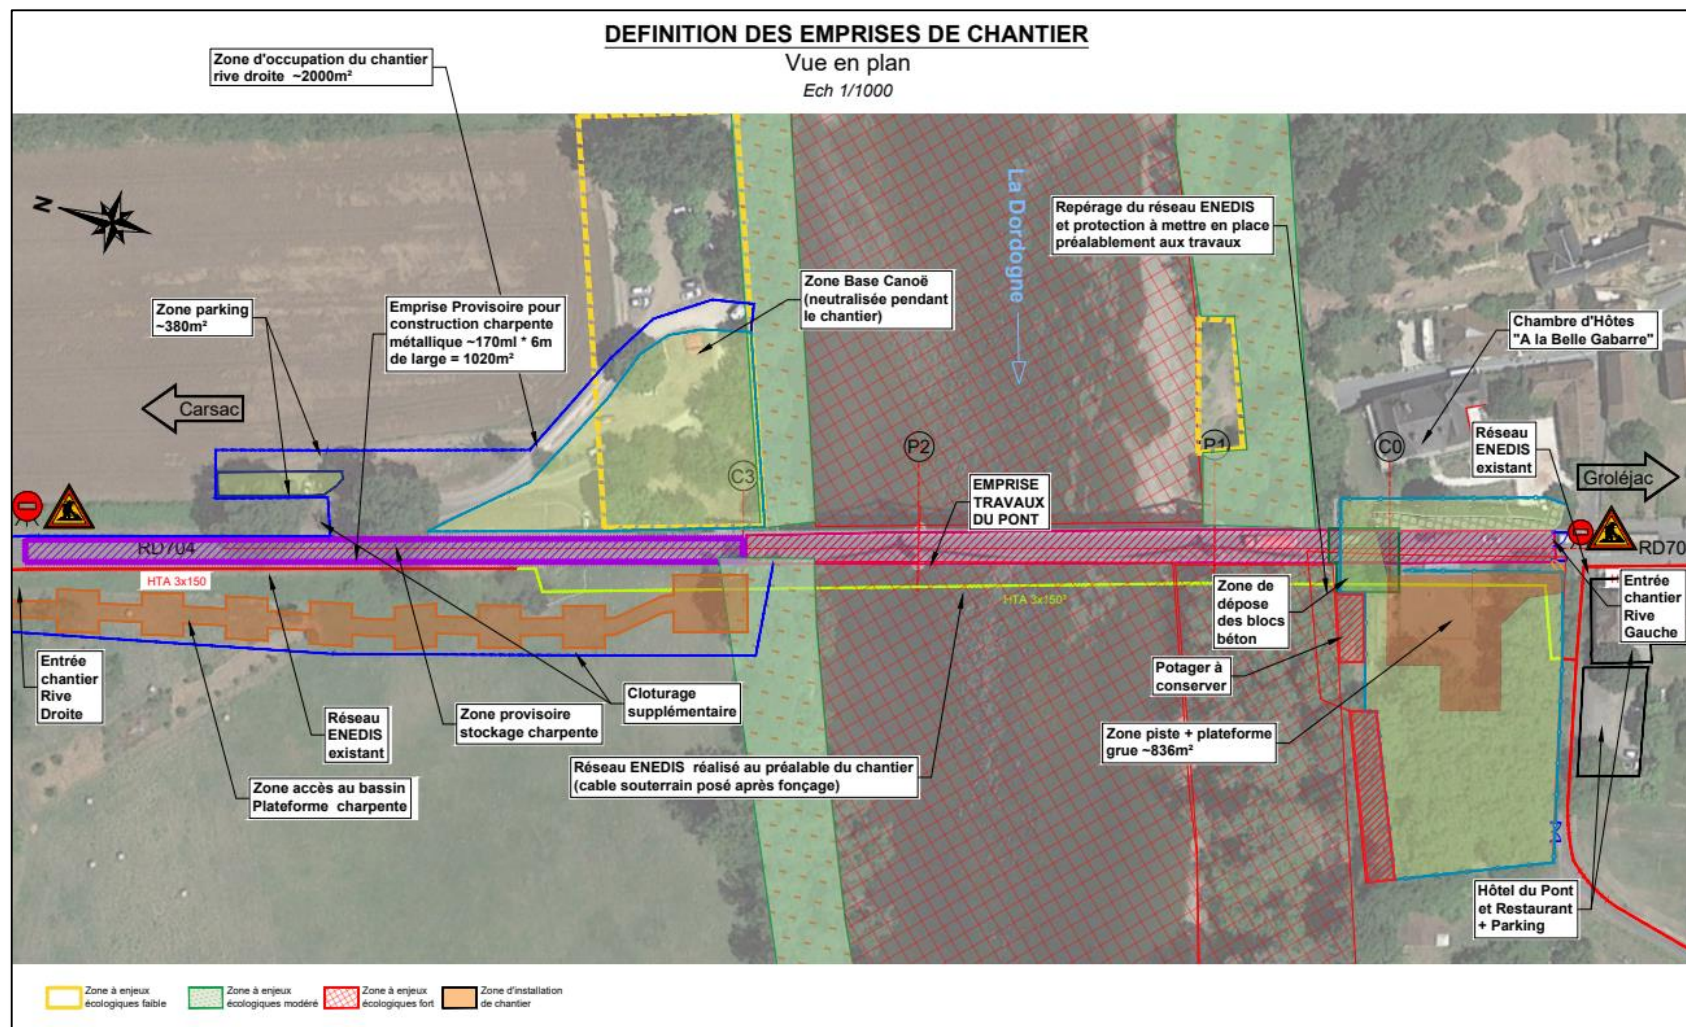 DEFINITION DES EMPRISES DE CHANTIER
Vue en plan
Ech 1/1000
Zone d'occupation du chantier
rive droite ~2000m²
N
Zone parking
~380m²
Emprise Provisoire pour
construction charpente
métallique ~170ml * 6m
de large = 1020m²
Zone Base Canoë
(neutralisée pendant
le chantier)
La Dordogne
Repérage du réseau ENEDIS
et protection à mettre en place
préalablement aux travaux
Chambre d'Hôtes
"A la Belle Gabarre"
Carsac
Réseau
ENEDIS
existant
Groléjac
C3
P2
P1
C0
EMPRISE
TRAVAUX
DU PONT
RD704
RD70
HTA 3x150
HTA 3x150²
Entrée
chantier
Rive
Droite
Réseau
ENEDIS
existant
Zone accès au bassin
Plateforme charpente
Zone provisoire
stockage charpente
Cloturage
supplémentaire
Réseau ENEDIS réalisé au préalable du chantier
(cable souterrain posé après fonçage)
Zone de
dépose
des blocs
béton
Potager à
conserver
Zone piste + plateforme
grue ~836m²
Entrée
chantier
Rive
Gauche
Hôtel du Pont
et Restaurant
+ Parking
Zone à enjeux
écologiques faible
Zone à enjeux
écologiques modéré
Zone à enjeux
écologiques fort
Zone d'installation
de chantier